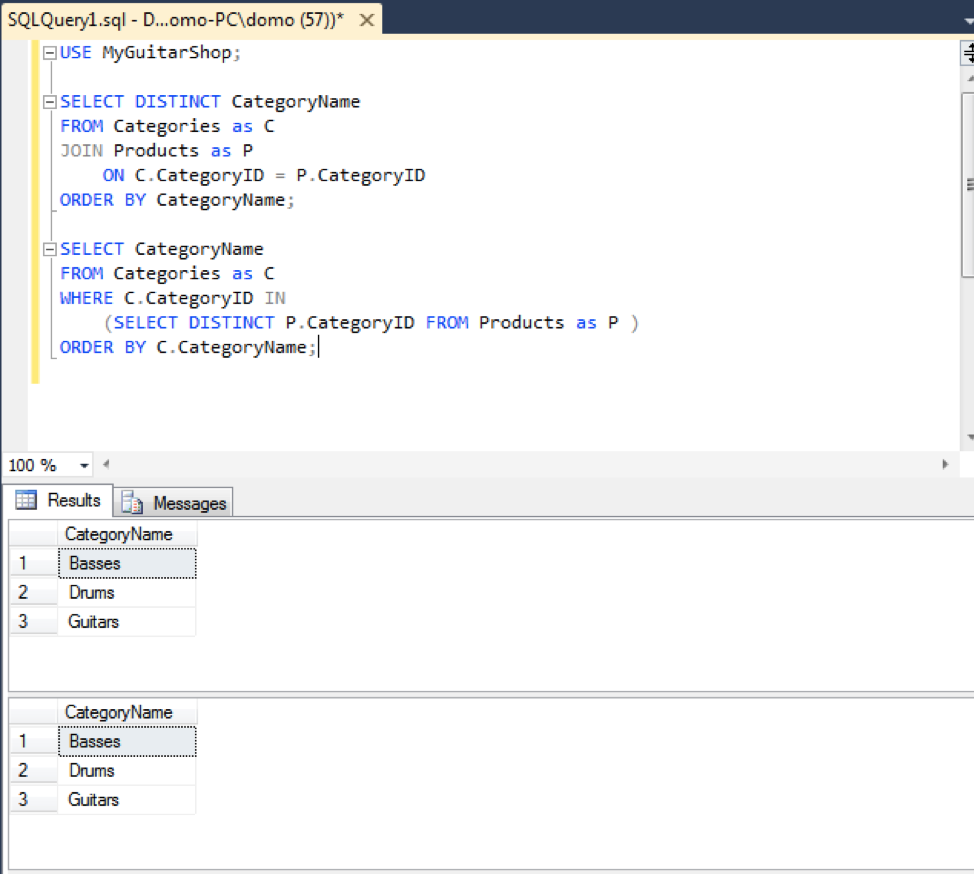 SQLQuery1.sql - D...omo-PC\domo (57))*
USE MyGuitarShop;
SELECT DISTINCT CategoryName
FROM Categories as C
JOIN Products as P
ON C.CategoryID = P.CategoryID
ORDER BY CategoryName;
SELECT CategoryName
FROM Categories as C
WHERE C.CategoryID IN
(SELECT DISTINCT P.CategoryID FROM Products as P )
ORDER BY C.CategoryName;
100 %
Results Messages
CategoryName
1 Basses
2 Drums
3 Guitars
CategoryName
1 Basses
2 Drums
3 Guitars